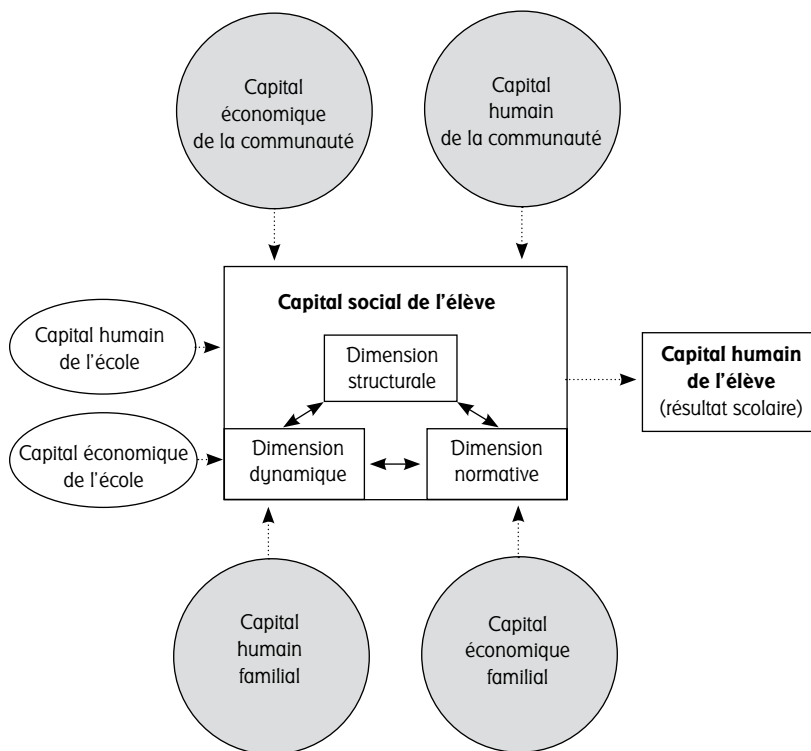 Capital
économique
de la communauté
Capital
humain
de la communauté
Capital social de l'élève
Capital humain
de l'école
Dimension
structurale
Capital humain
de l'élève
(résultat scolaire)
Capital économique
de l'école
Dimension
dynamique
Dimension
normative
Capital
humain
familial
Capital
économique
familial